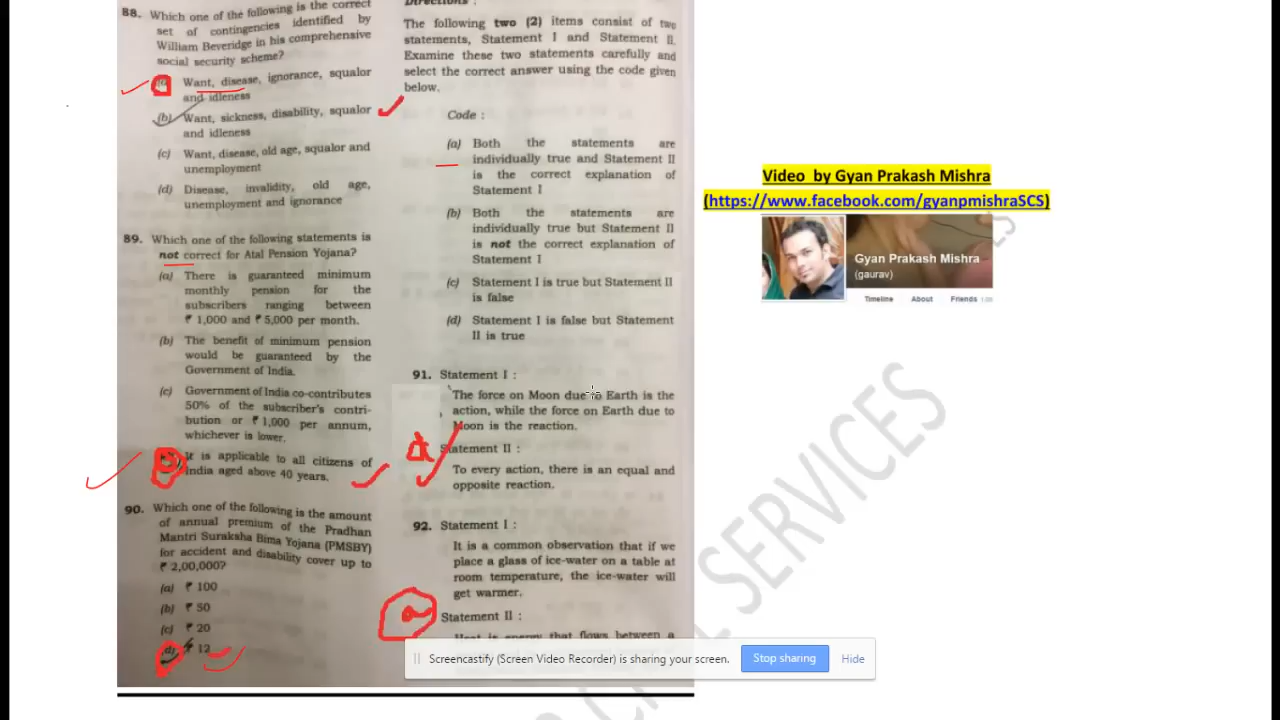 88. Which one of the following is the correct
set of contingencies identified by
William Beveridge in his comprehensive
social security scheme?
Want, disease, ignorance, squalor
and idleness
(b) Want, sickness, disability, squalor
and idleness
(c) Want, disease, old age, squalor and
unemployment
(d) Disease, invalidity, old age,
unemployment and ignorance
89. Which one of the following statements is
not correct for Atal Pension Yojana?
(a) There is guaranteed minimum
monthly pension for the
subscribers ranging between
₹ 1,000 and ₹ 5,000 per month.
(b) The benefit of minimum pension
would be guaranteed by the
Government of India.
(c) Government of India co-contributes
50% of the subscriber's contri-
bution or ₹ 1,000 per annum,
whichever is lower.
It is applicable to all citizens of
India aged above 40 years.
90. Which one of the following is the amount
of annual premium of the Pradhan
Mantri Suraksha Bima Yojana (PMSBY)
for accident and disability cover up to
₹ 2,00,000?
(a) ₹ 100
(b) ₹ 50
(c) ₹ 20
(d) ₹ 12
Directions :
The following two (2) items consist of two
statements, Statement I and Statement II.
Examine these two statements carefully and
select the correct answer using the code given
below.
Code :
(a) Both the statements are
individually true and Statement II
is the correct explanation of
Statement I
(b) Both the statements are
individually true but Statement II
is not the correct explanation of
Statement I
(c) Statement I is true but Statement II
is false
(d) Statement I is false but Statement
II is true
91. Statement I :
The force on Moon due to Earth is the
action, while the force on Earth due to
Moon is the reaction.
Statement II :
To every action, there is an equal and
opposite reaction.
92. Statement I :
It is a common observation that if we
place a glass of ice-water on a table at
room temperature, the ice-water will
get warmer.
Statement II :
Heat is energy that flows between a
Screencastify (Screen Video Recorder) is sharing your screen.
Stop sharing
Hide
Video by Gyan Prakash Mishra
(https://www.facebook.com/gyanpmishraSCS)
Gyan Prakash Mishra
(gaurav)
Timeline About Friends
SERVICES